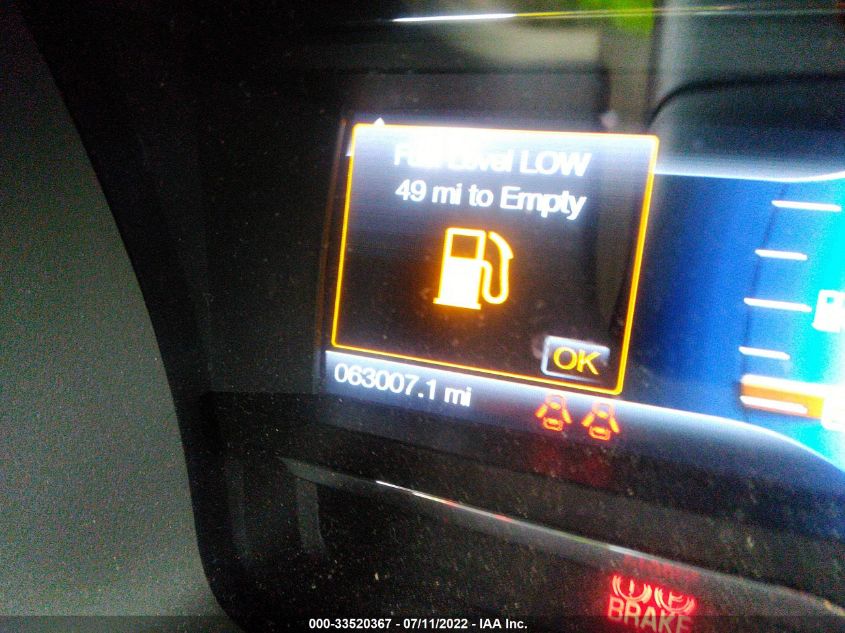 Fuel Level LOW
49 mi to Empty
OK
063007.1 mi
BRAKE
000-33520367 - 07/11/2022 - IAA Inc.